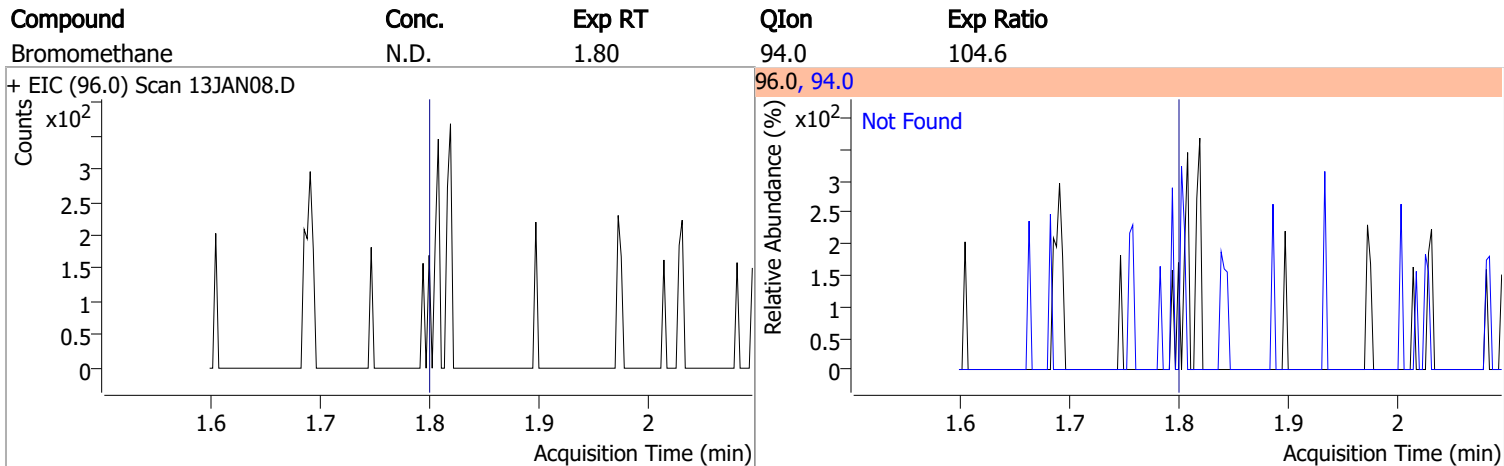 Compound Conc. Exp RT QIon Exp Ratio
Bromomethane N.D. 1.80 94.0 104.6
+ EIC (96.0) Scan 13JAN08.D
Counts
x10²
3
2.5
2
1.5
1
0.5
0
1.6 1.7 1.8 1.9 2
Acquisition Time (min)
96.0, 94.0
Relative Abundance (%)
x10²
Not Found
3
2.5
2
1.5
1
0.5
0
1.6 1.7 1.8 1.9 2
Acquisition Time (min)